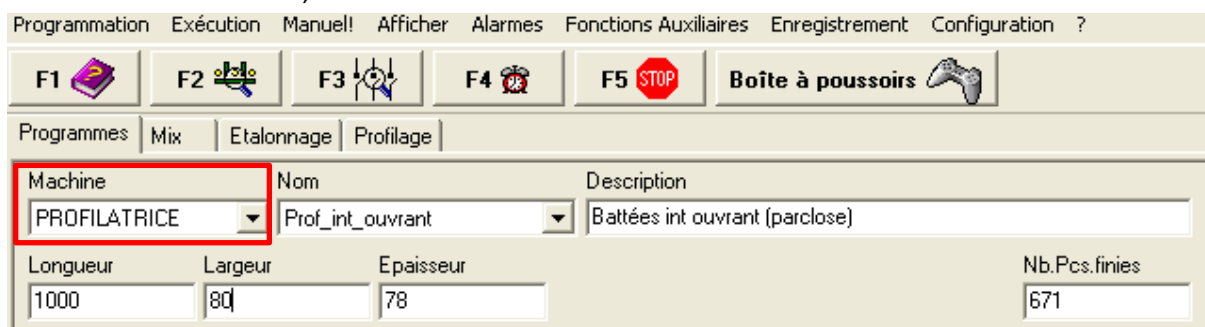 Programmation Exécution Manuel! Afficher Alarmes Fonctions Auxiliaires Enregistrement Configuration ?
F1 F2 F3 F4 F5 STOP Boîte à poussoirs
Programmes Mix Etalonnage Profilage
Machine Nom Description
PROFILATRICE Prof_int_ouvrant Battées int ouvrant (parclose)
Longueur Largeur Epaisseur Nb.Pcs.finies
1000 80 78 671